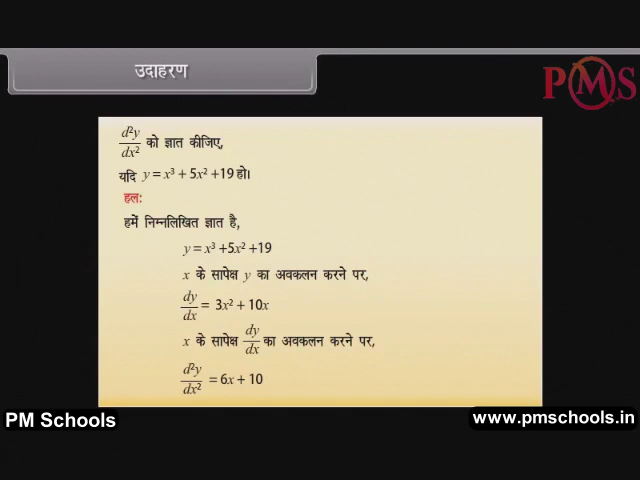 उदाहरण
PMS
d²y/dx² को ज्ञात कीजिए,
यदि y = x³ + 5x² + 19 हो।
हल:
हमें निम्नलिखित ज्ञात है,
y = x³ +5x² +19
x के सापेक्ष y का अवकलन करने पर,
dy/dx = 3x² + 10x
x के सापेक्ष dy/dx का अवकलन करने पर,
d²y/dx² = 6x + 10
PM Schools
www.pmschools.in